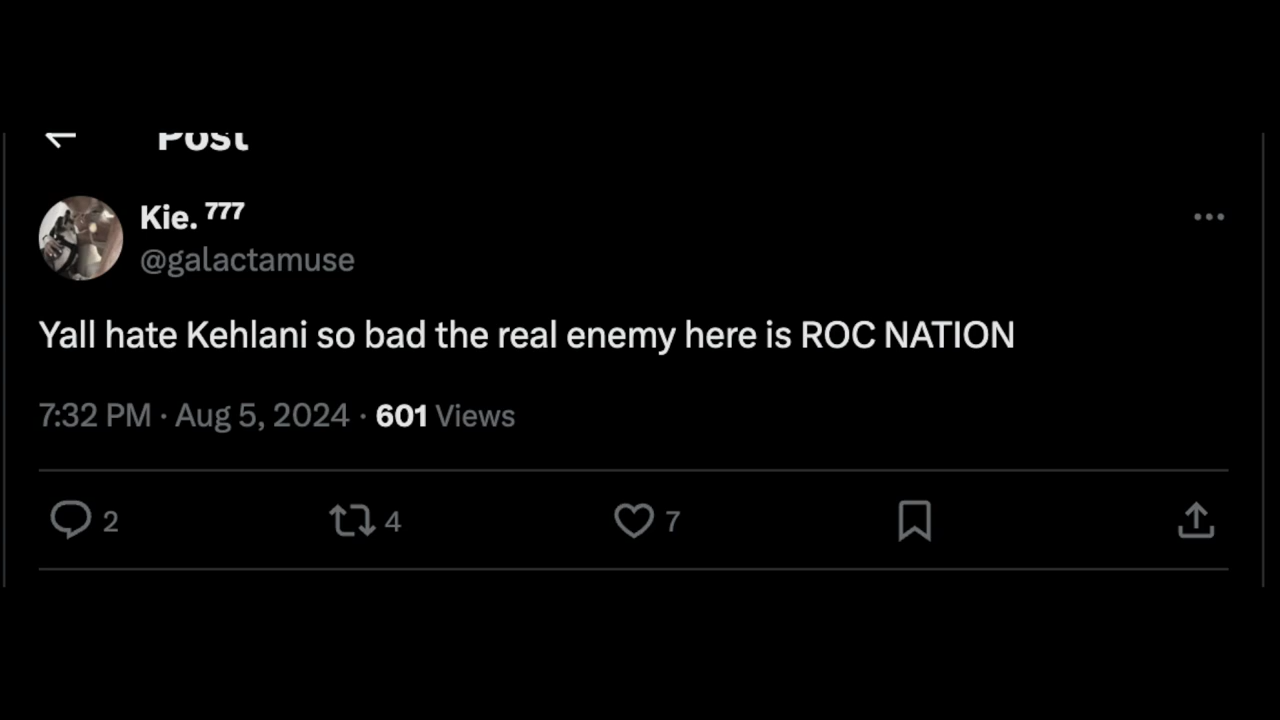 Post
Kie. 777
@galactamuse
Yall hate Kehlani so bad the real enemy here is ROC NATION
7:32 PM · Aug 5, 2024 · 601 Views
2 4 7